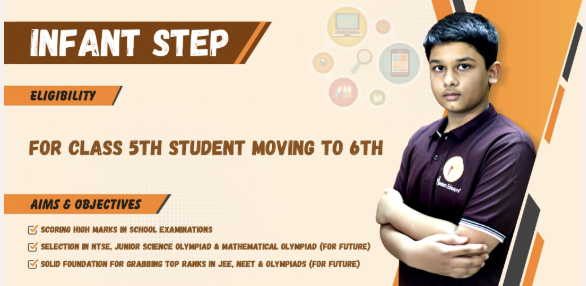 INFANT STEP
ELIGIBILITY
FOR CLASS 5TH STUDENT MOVING TO 6TH
AIMS & OBJECTIVES
SCORING HIGH MARKS IN SCHOOL EXAMINATIONS
SELECTION IN NTSE, JUNIOR SCIENCE OLYMPIAD & MATHEMATICAL OLYMPIAD (FOR FUTURE)
SOLID FOUNDATION FOR GRABBING TOP RANKS IN JEE, NEET & OLYMPIADS (FOR FUTURE)